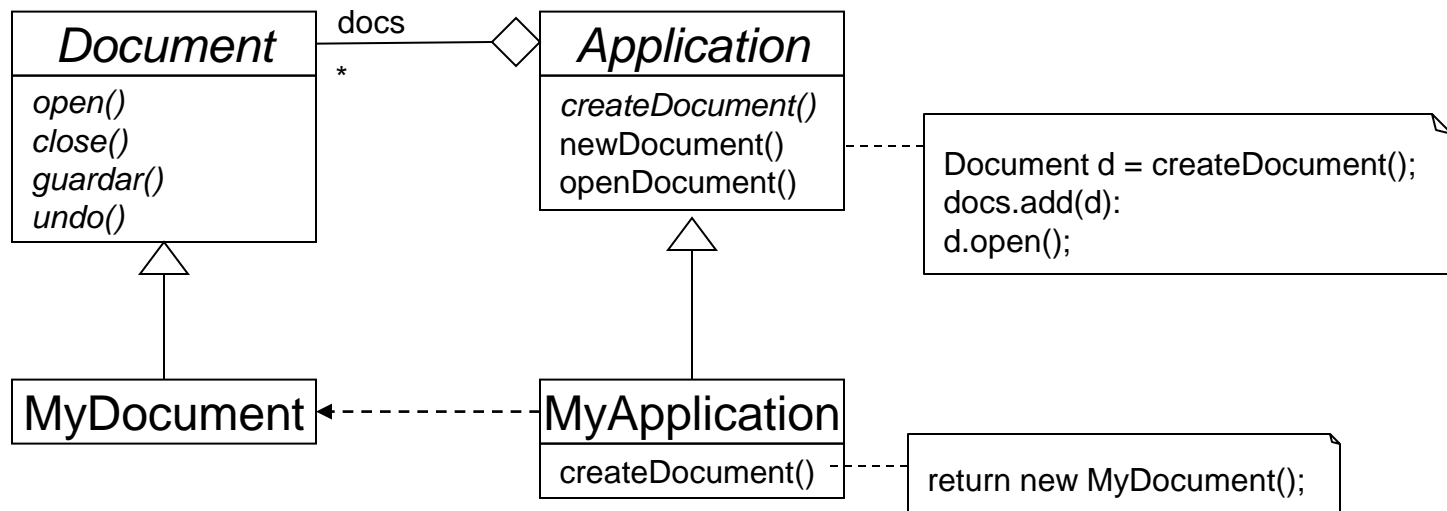 Document
open()
close()
guardar()
undo()
docs
*
Application
createDocument()
newDocument()
openDocument()
Document d = createDocument();
docs.add(d):
d.open();
MyDocument
MyApplication
createDocument()
return new MyDocument();